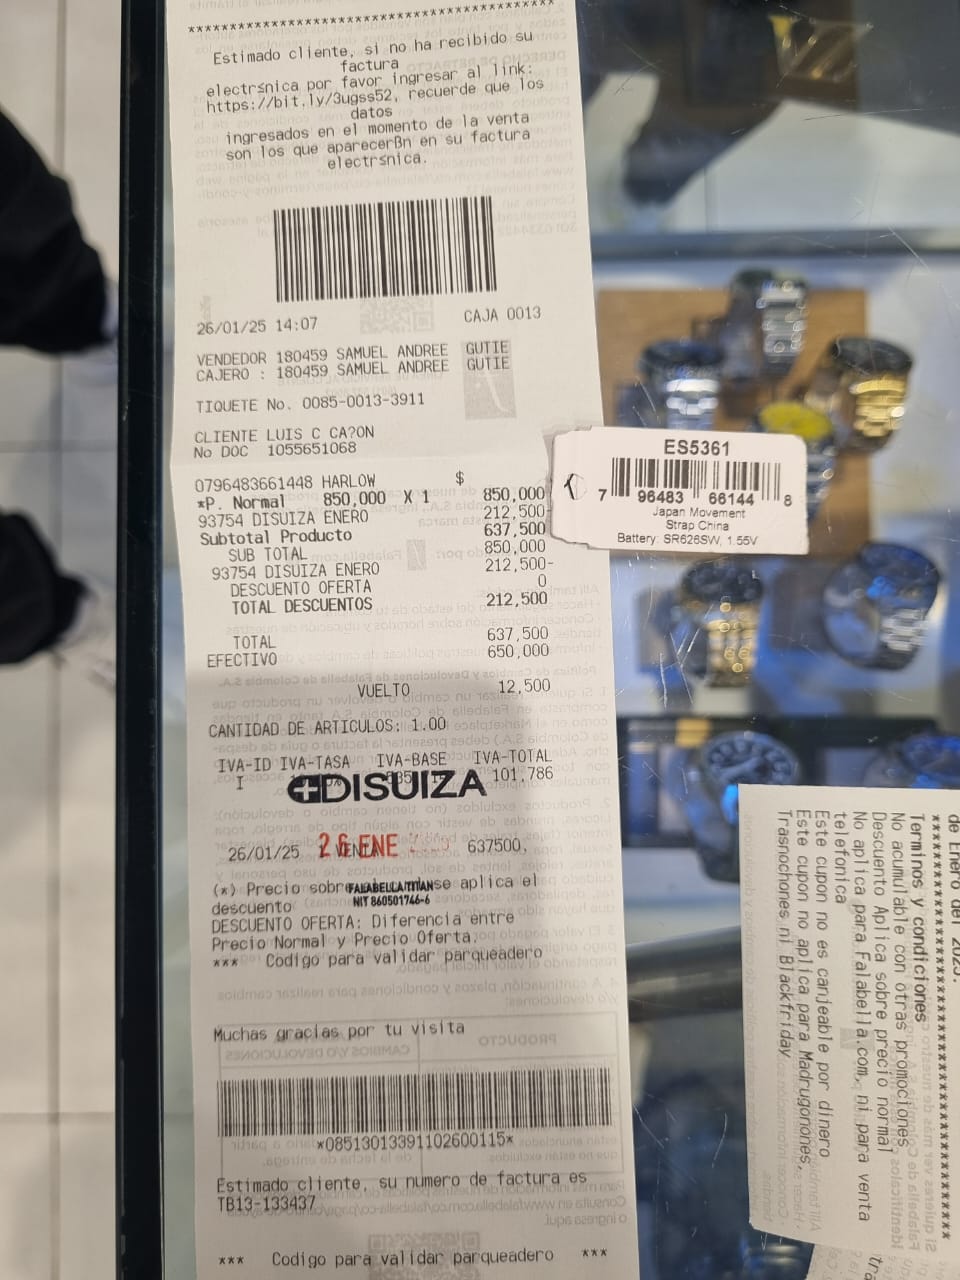 *****************************************
Estimado cliente, si no ha recibido su
factura
electrśnica por favor ingresar al link:
https://bit.ly/3ugss52, recuerde que los
datos
ingresados en el momento de la venta
son los que aparecerBn en su factura
electrśnica.
26/01/25 14:07 CAJA 0013
VENDEDOR 180459 SAMUEL ANDREE GUTIE
CAJERO : 180459 SAMUEL ANDREE GUTIE
TIQUETE No. 0085-0013-3911
CLIENTE LUIS C CA?ON
No DOC 1055651068
0796483661448 HARLOW $
*P. Normal 850,000 X 1 850,000
93754 DISUIZA ENERO 212,500-
Subtotal Producto 637,500
SUB TOTAL 850,000
93754 DISUIZA ENERO 212,500-
DESCUENTO OFERTA 0
TOTAL DESCUENTOS 212,500
TOTAL 637,500
EFECTIVO 650,000
VUELTO 12,500
CANTIDAD DE ARTICULOS: 1.00
IVA-ID IVA-TASA IVA-BASE IVA-TOTAL
I 101,786
DISUIZA
26/01/25 1 VENTA 637500,
26 ENE
(*) Precio sobre se aplica el
FALABELLA TITAN
descuento
NIT 860501746-6
DESCUENTO OFERTA: Diferencia entre
Precio Normal y Precio Oferta.
*** Codigo para validar parqueadero
Muchas gracias por tu visita
*08513013391102600115*
Estimado cliente, su numero de factura es
TB13-133437
*** Codigo para validar parqueadero ***
ES5361
7 96483 66144 8
Japan Movement
Strap China
Battery: SR626SW, 1.55V
de Enero del 2025.
*****************************************
Terminos y condiciones
No acumulable con otras promociones
Descuento Aplica sobre precio normal
No aplica para Falabella.com, ni para venta
telefonica
Este cupon no es canjeable por dinero
Este cupon no aplica para Madrugonones,
Trasnochones ni Blackfriday